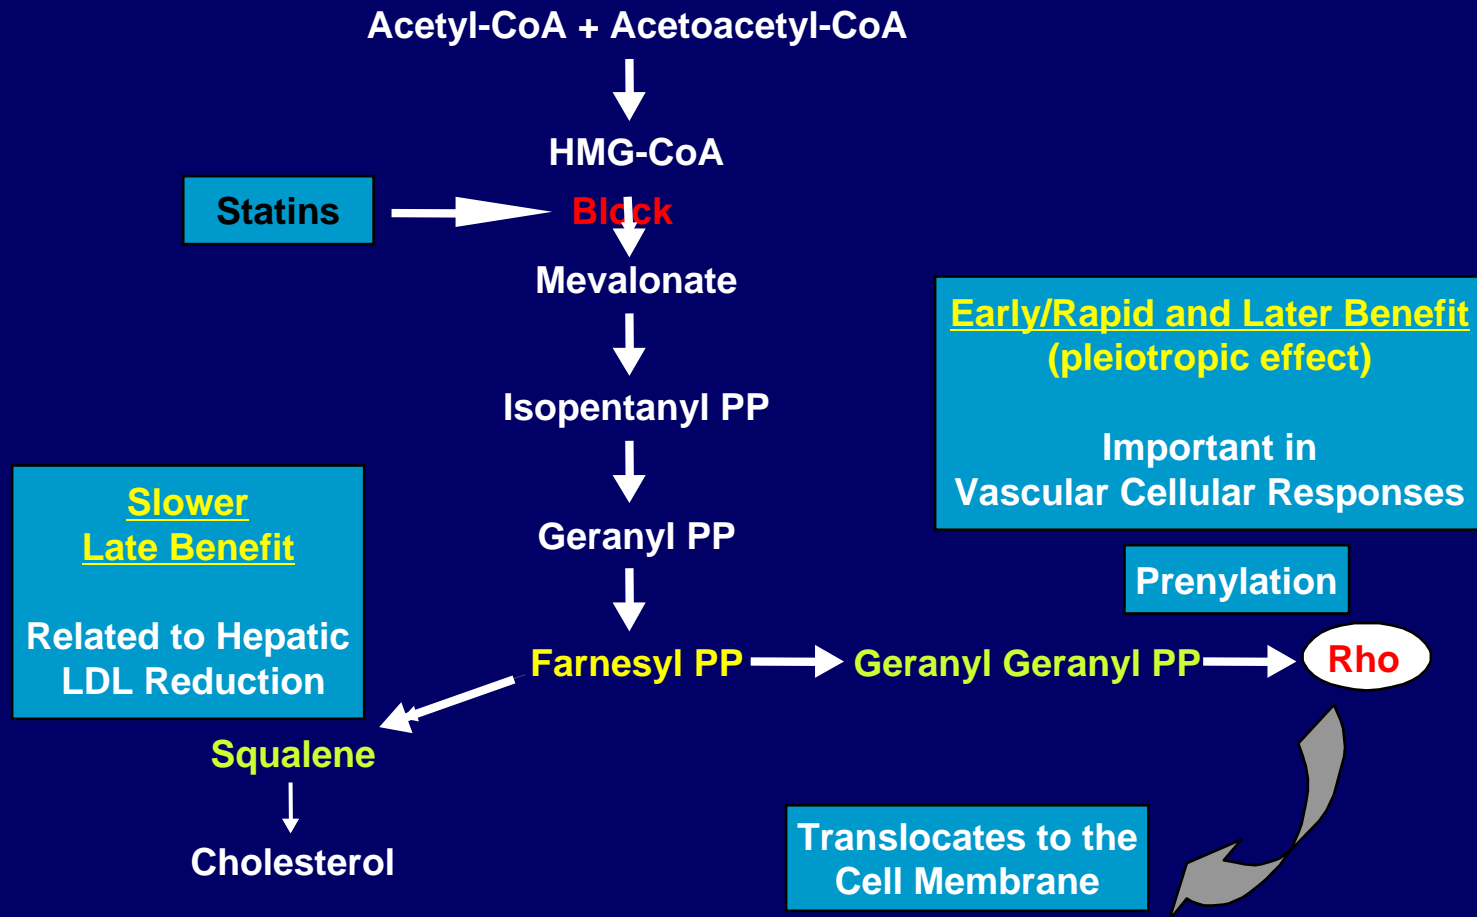 Acetyl-CoA + Acetoacetyl-CoA
HMG-CoA
Statins
Block
Mevalonate
Early/Rapid and Later Benefit
(pleiotropic effect)
Important in
Vascular Cellular Responses
Isopentanyl PP
Slower
Late Benefit
Related to Hepatic
LDL Reduction
Geranyl PP
Prenylation
Farnesyl PP
Geranyl Geranyl PP
Rho
Squalene
Cholesterol
Translocates to the
Cell Membrane